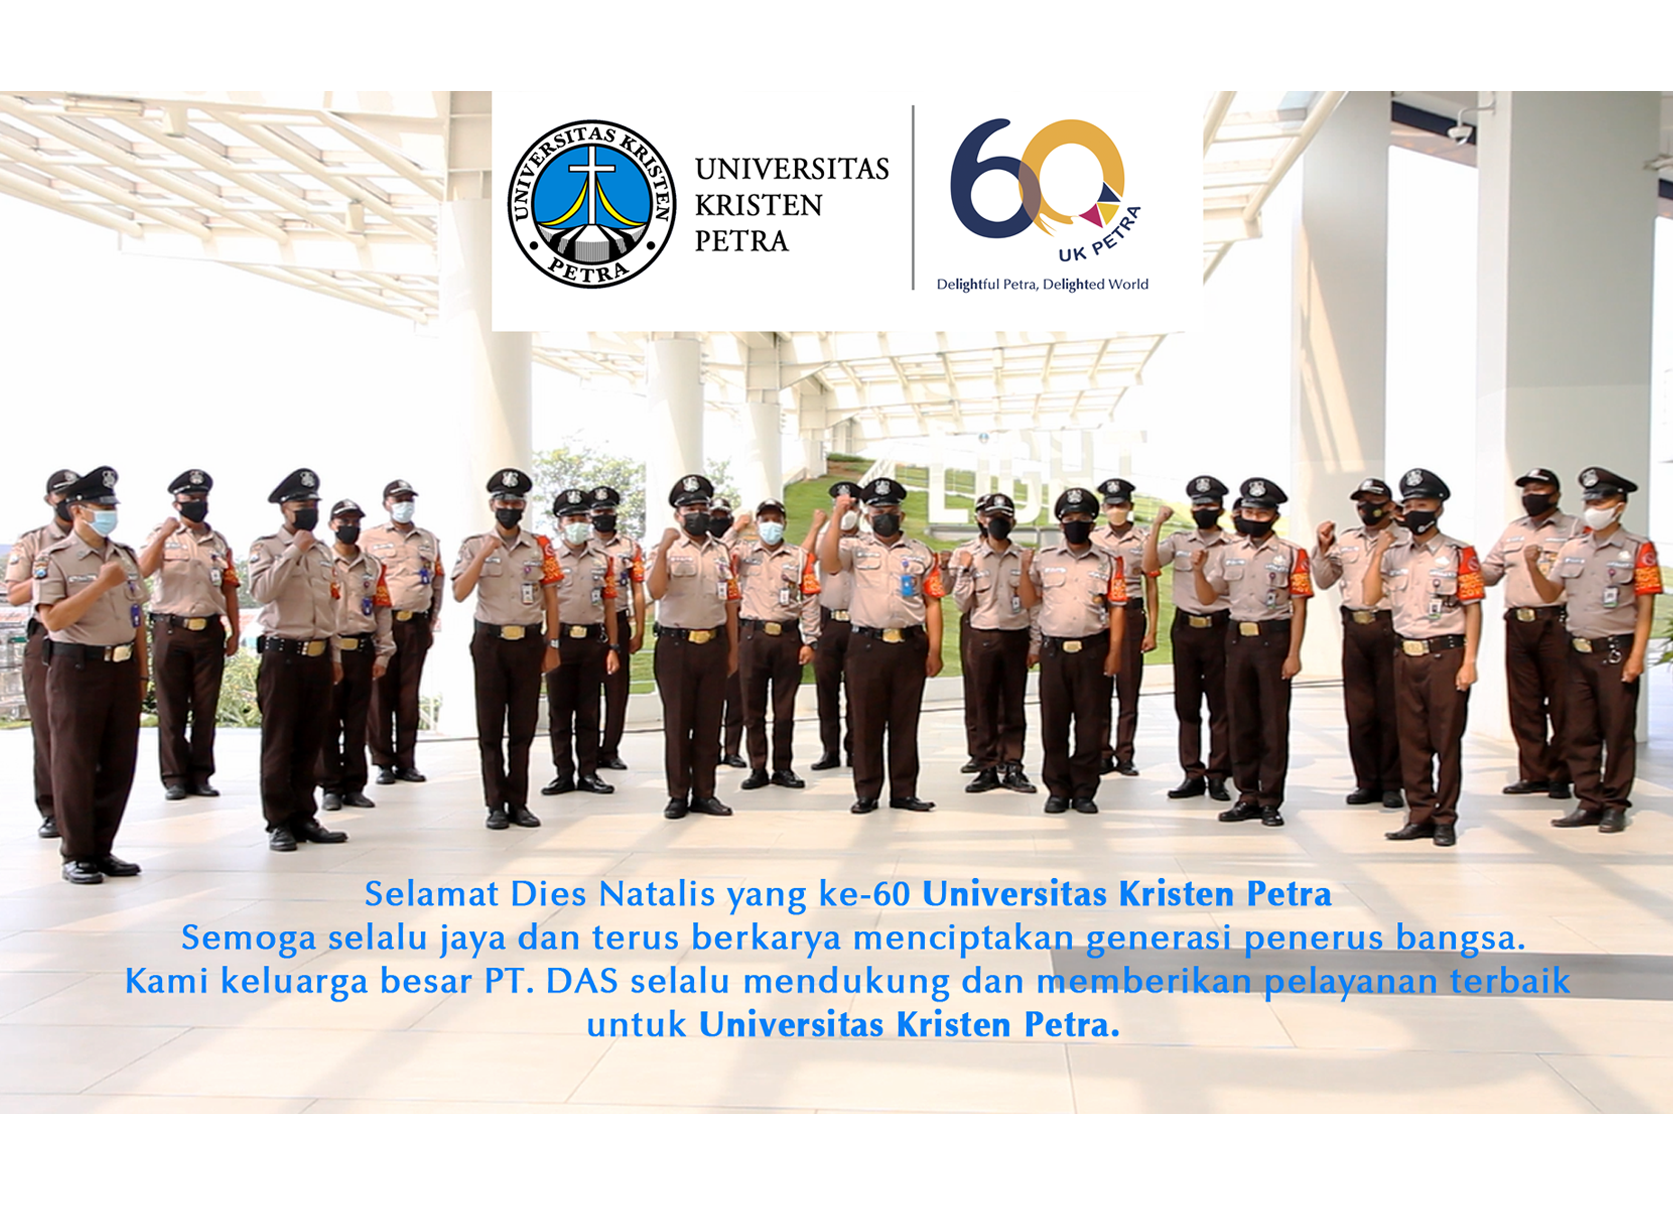 UNIVERSITAS KRISTEN
PETRA
UNIVERSITAS
KRISTEN
PETRA
60
UK PETRA
Delightful Petra, Delighted World
LIGHT
Selamat Dies Natalis yang ke-60 Universitas Kristen Petra
Semoga selalu jaya dan terus berkarya menciptakan generasi penerus bangsa.
Kami keluarga besar PT. DAS selalu mendukung dan memberikan pelayanan terbaik
untuk Universitas Kristen Petra.